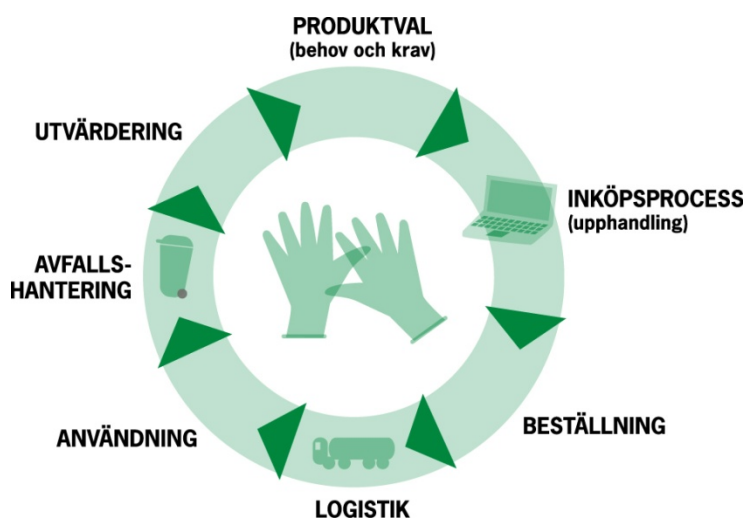 PRODUKTVAL
(behov och krav)
INKÖPSPROCESS
(upphandling)
BESTÄLLNING
LOGISTIK
ANVÄNDNING
AVFALLS-
HANTERING
UTVÄRDERING